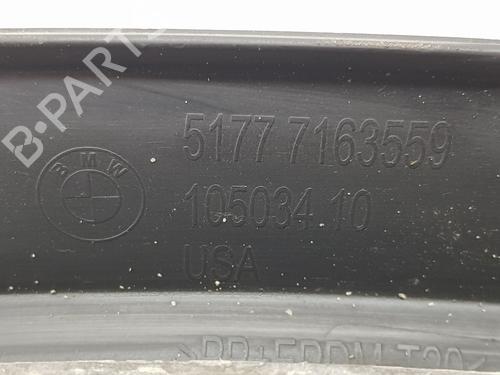 B-PARTS
BMW
5177 7163559
105034 10
USA
>PP+EPDM-T20<